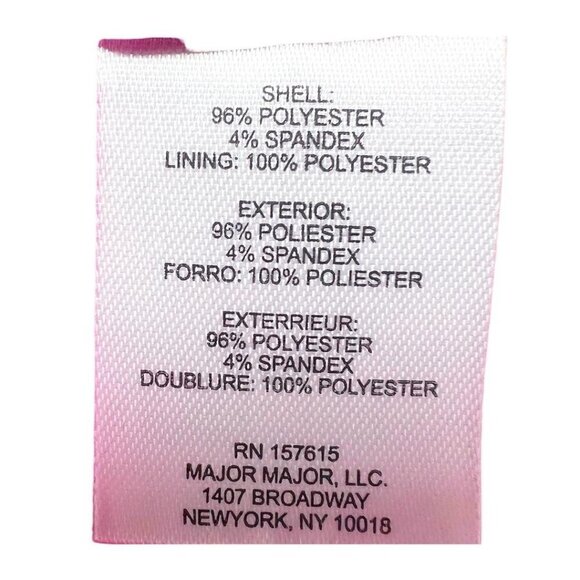 SHELL:
96% POLYESTER
4% SPANDEX
LINING: 100% POLYESTER
EXTERIOR:
96% POLIESTER
4% SPANDEX
FORRO: 100% POLIESTER
EXTERRIEUR:
96% POLYESTER
4% SPANDEX
DOUBLURE: 100% POLYESTER
RN 157615
MAJOR MAJOR, LLC.
1407 BROADWAY
NEWYORK, NY 10018